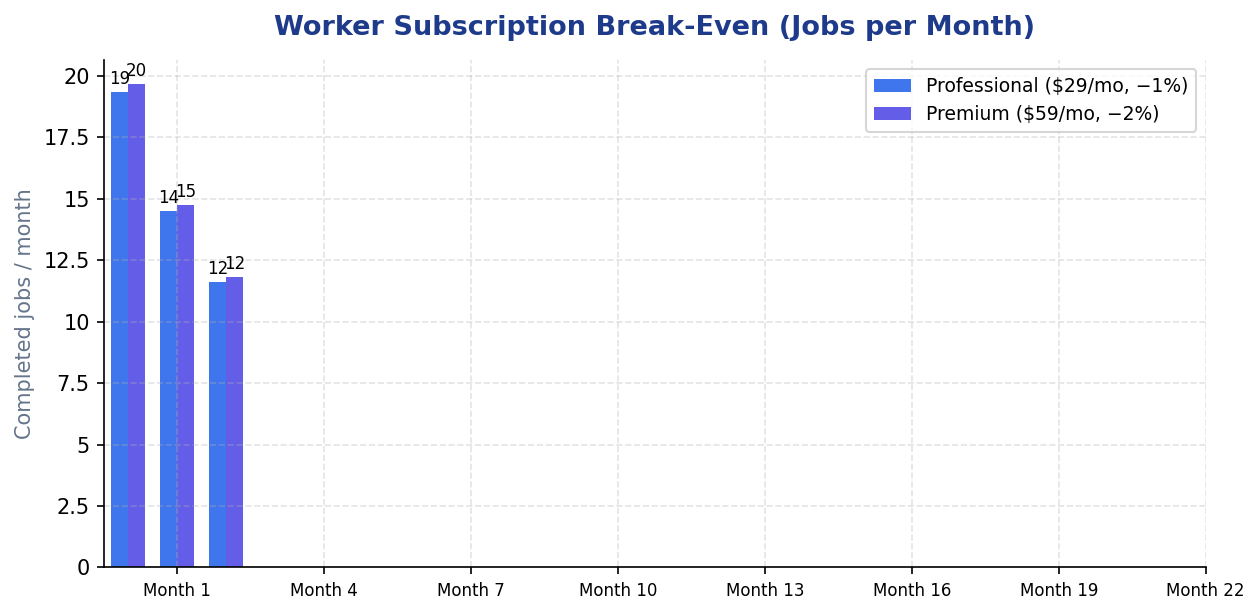 Worker Subscription Break-Even (Jobs per Month)
Professional ($29/mo, −1%)
Premium ($59/mo, −2%)
Completed jobs / month
20
17.5
15
12.5
10
7.5
5
2.5
0
19 20
14 15
12 12
Month 1 Month 4 Month 7 Month 10 Month 13 Month 16 Month 19 Month 22